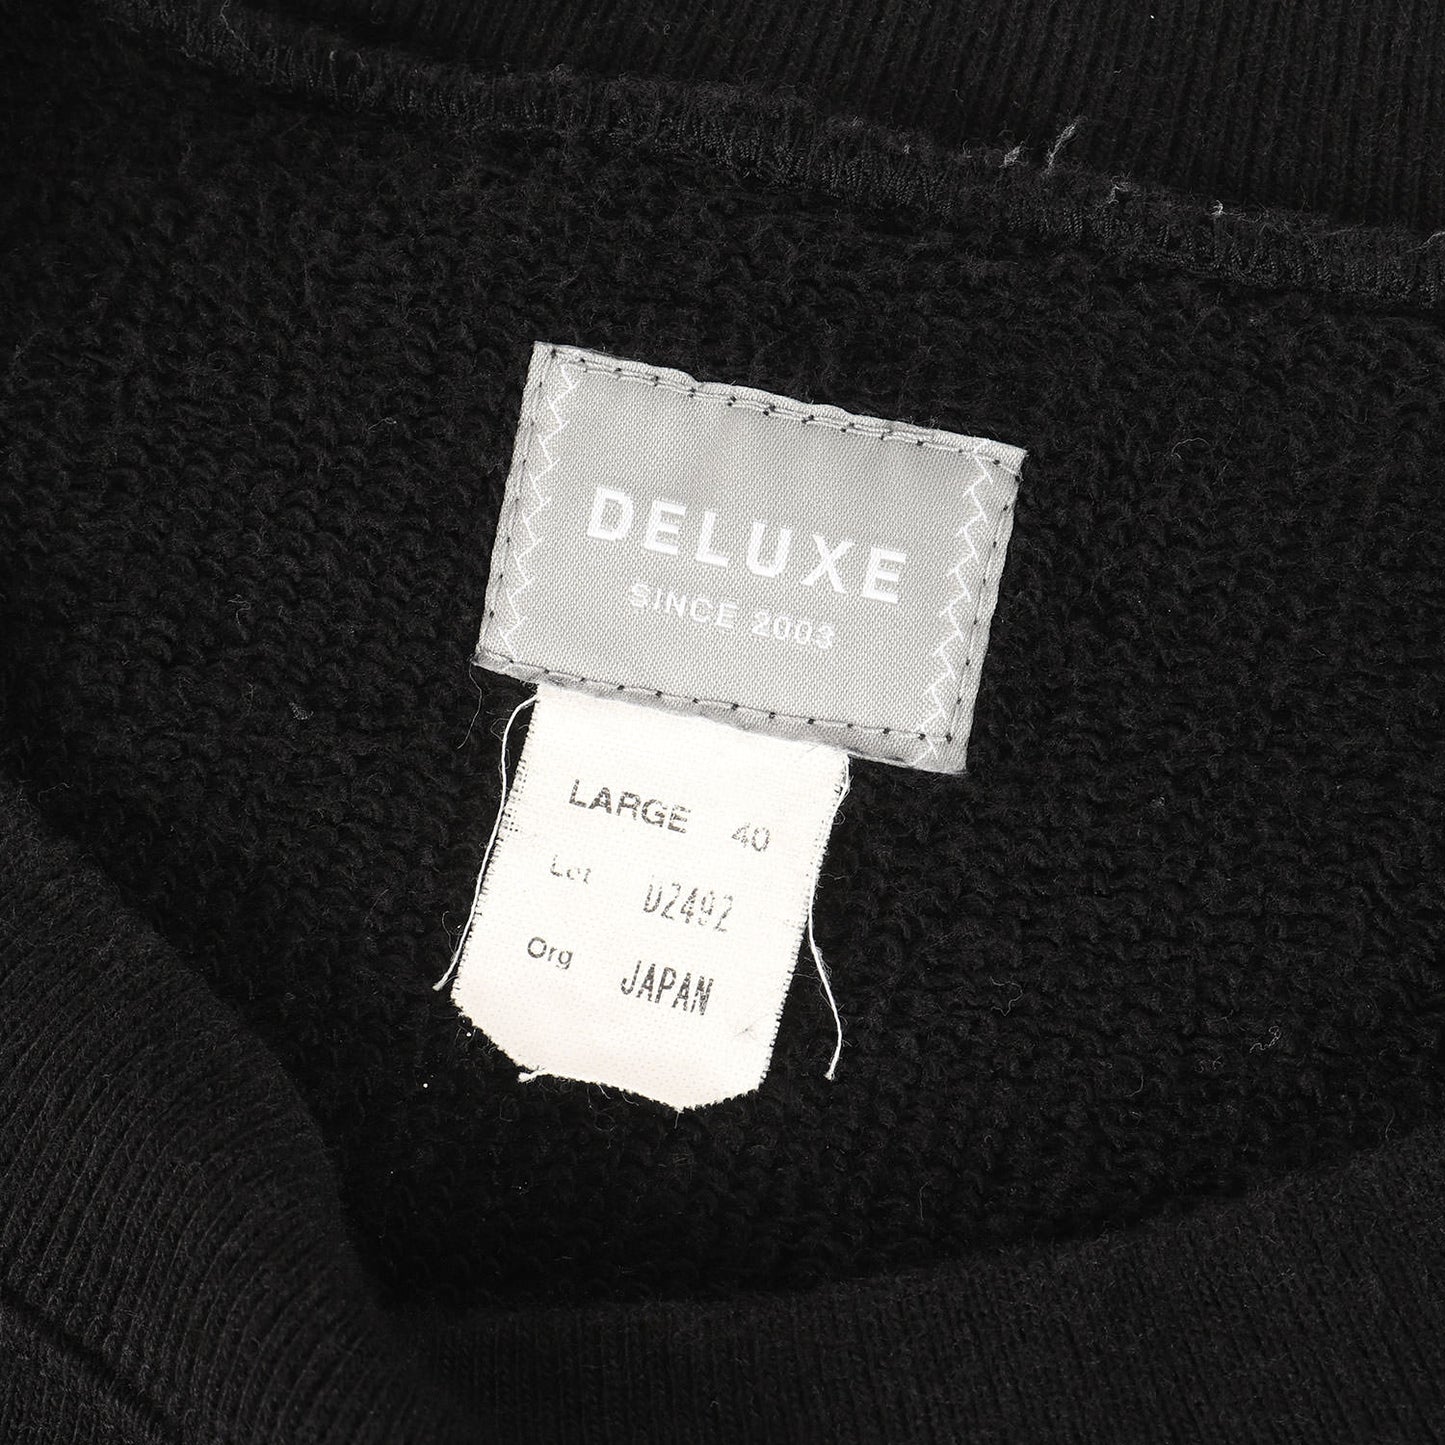 DELUXE
SINCE 2003
LARGE 40
Lot D2492
Org JAPAN